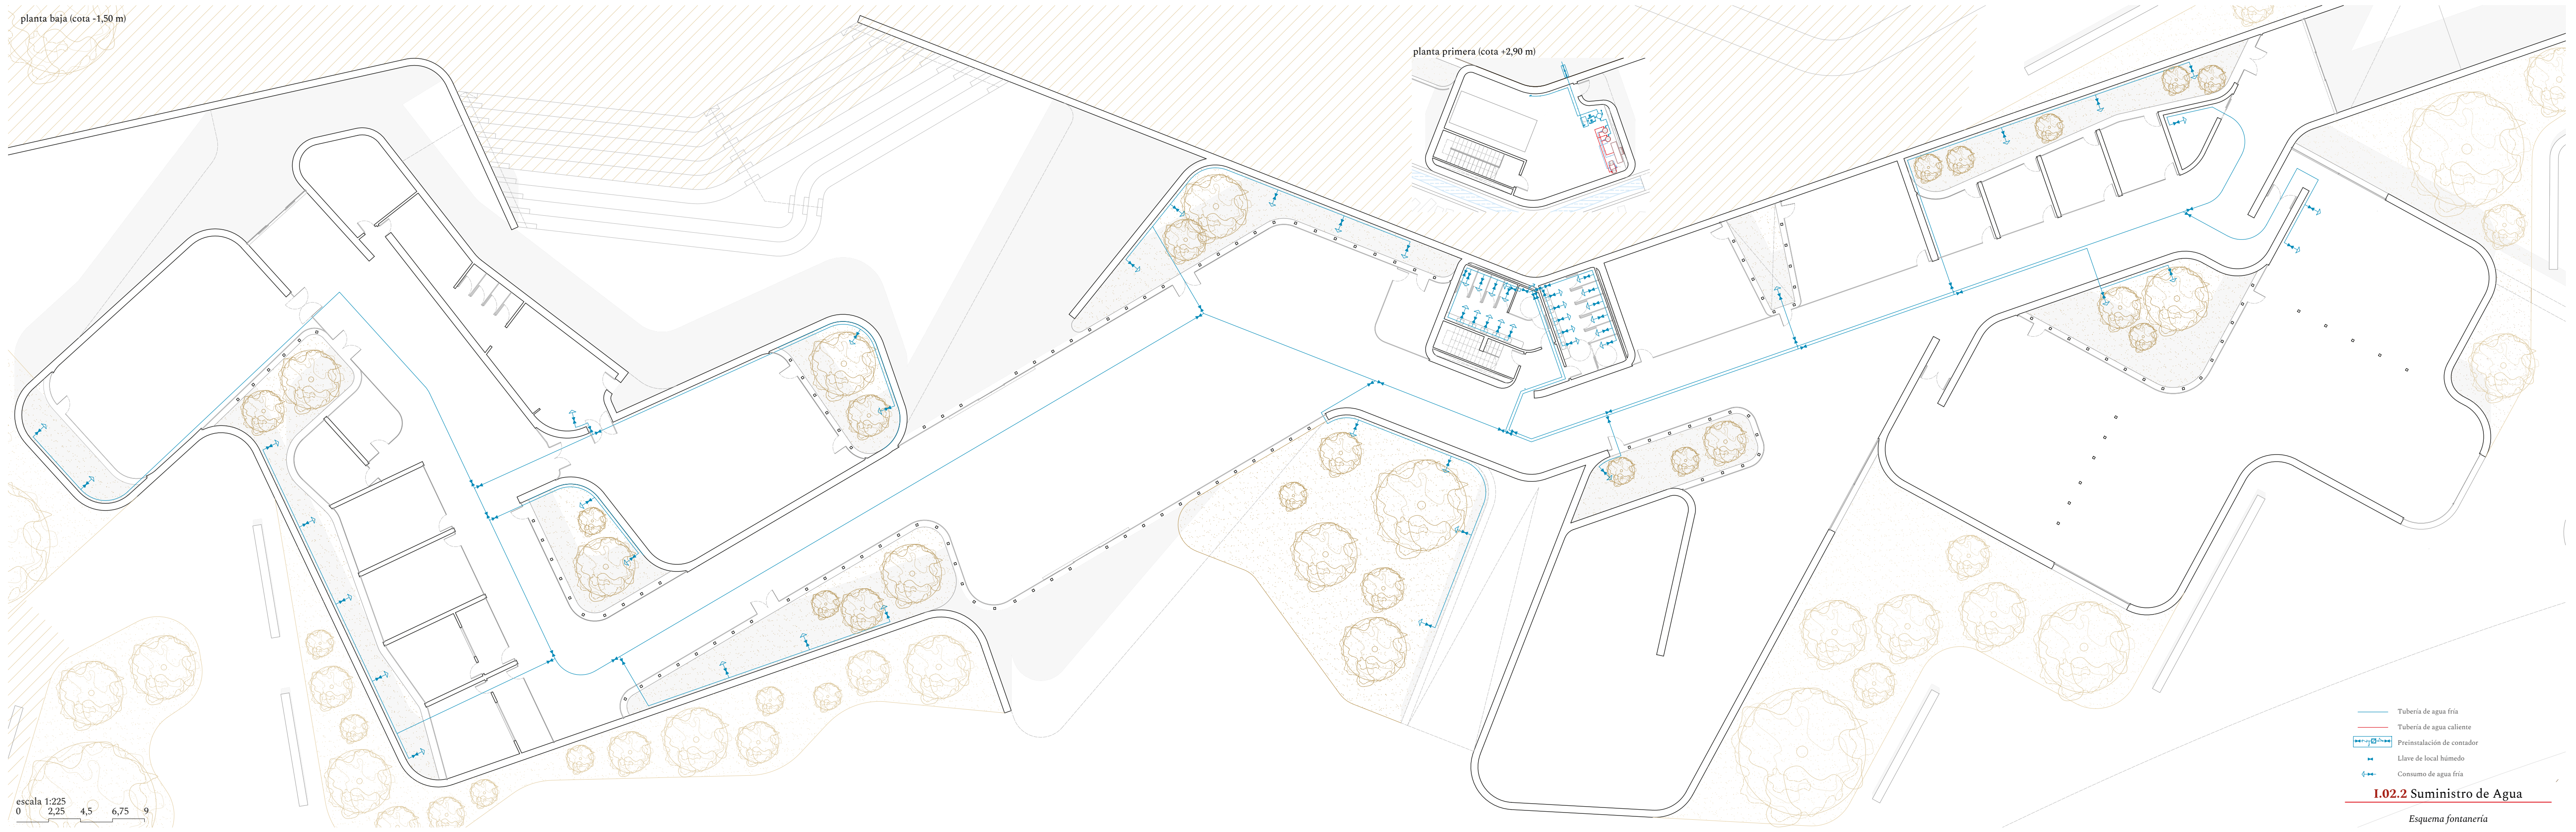 planta baja (cota -1,50 m)
planta primera (cota +2,90 m)
Tubería de agua fría
Tubería de agua caliente
Preinstalación de contador
Llave de local húmedo
Consumo de agua fría
I.02.2 Suministro de Agua
Esquema fontanería
escala 1:225
0 2,25 4,5 6,75 9